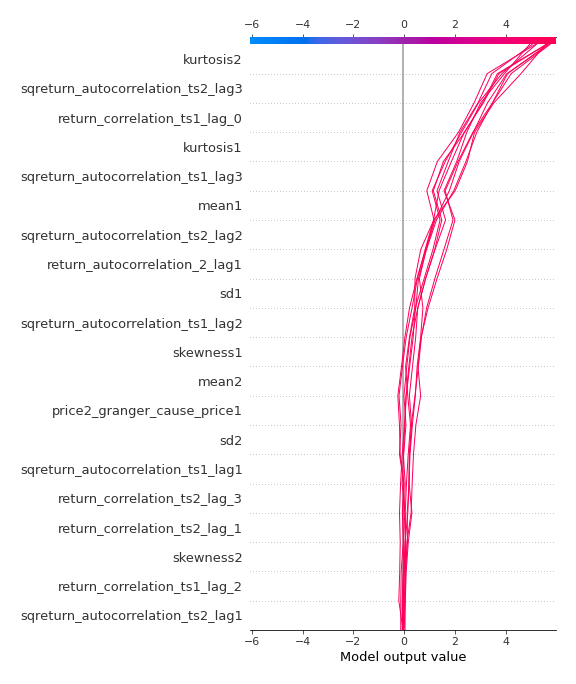 −6 −4 −2 0 2 4
kurtosis2
sqreturn_autocorrelation_ts2_lag3
return_correlation_ts1_lag_0
kurtosis1
sqreturn_autocorrelation_ts1_lag3
mean1
sqreturn_autocorrelation_ts2_lag2
return_autocorrelation_2_lag1
sd1
sqreturn_autocorrelation_ts1_lag2
skewness1
mean2
price2_granger_cause_price1
sd2
sqreturn_autocorrelation_ts1_lag1
return_correlation_ts2_lag_3
return_correlation_ts2_lag_1
skewness2
return_correlation_ts1_lag_2
sqreturn_autocorrelation_ts2_lag1
−6 −4 −2 0 2 4
Model output value